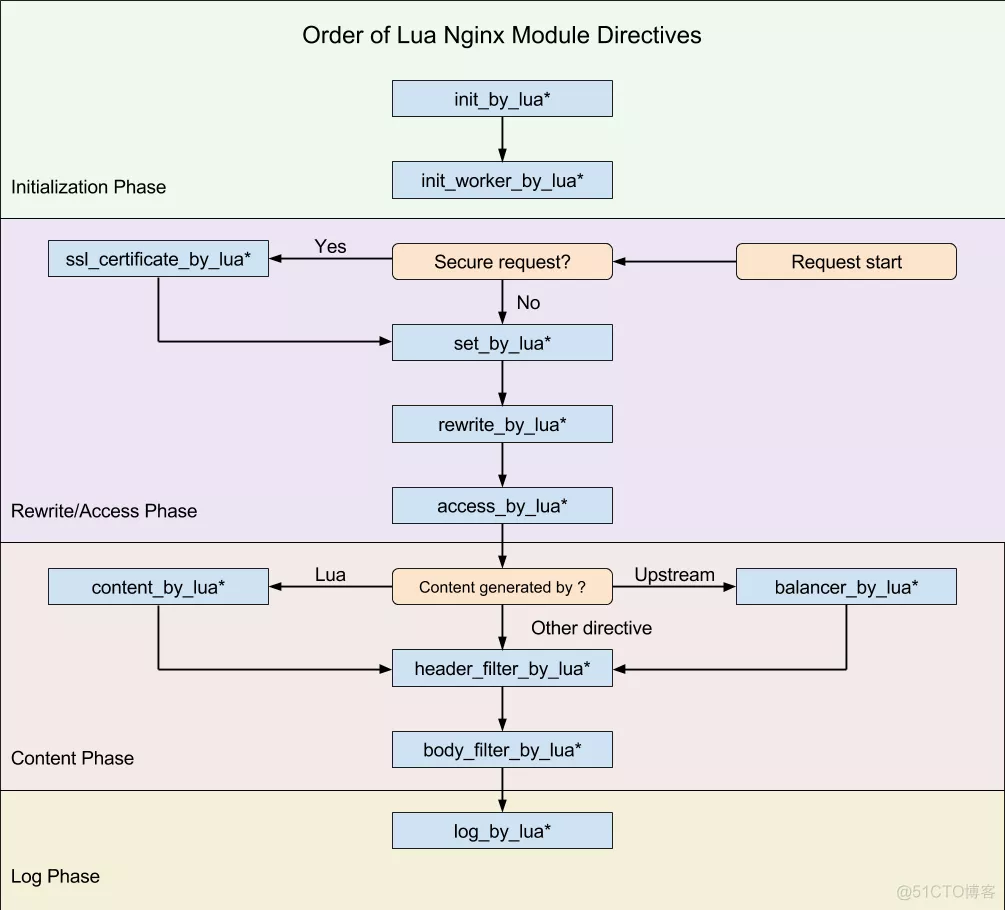 Order of Lua Nginx Module Directives
init_by_lua*
init_worker_by_lua*
Initialization Phase
ssl_certificate_by_lua*
Yes
Secure request?
Request start
No
set_by_lua*
rewrite_by_lua*
access_by_lua*
Rewrite/Access Phase
content_by_lua*
Lua
Content generated by ?
Upstream
balancer_by_lua*
Other directive
header_filter_by_lua*
body_filter_by_lua*
Content Phase
log_by_lua*
Log Phase
@51CTO博客